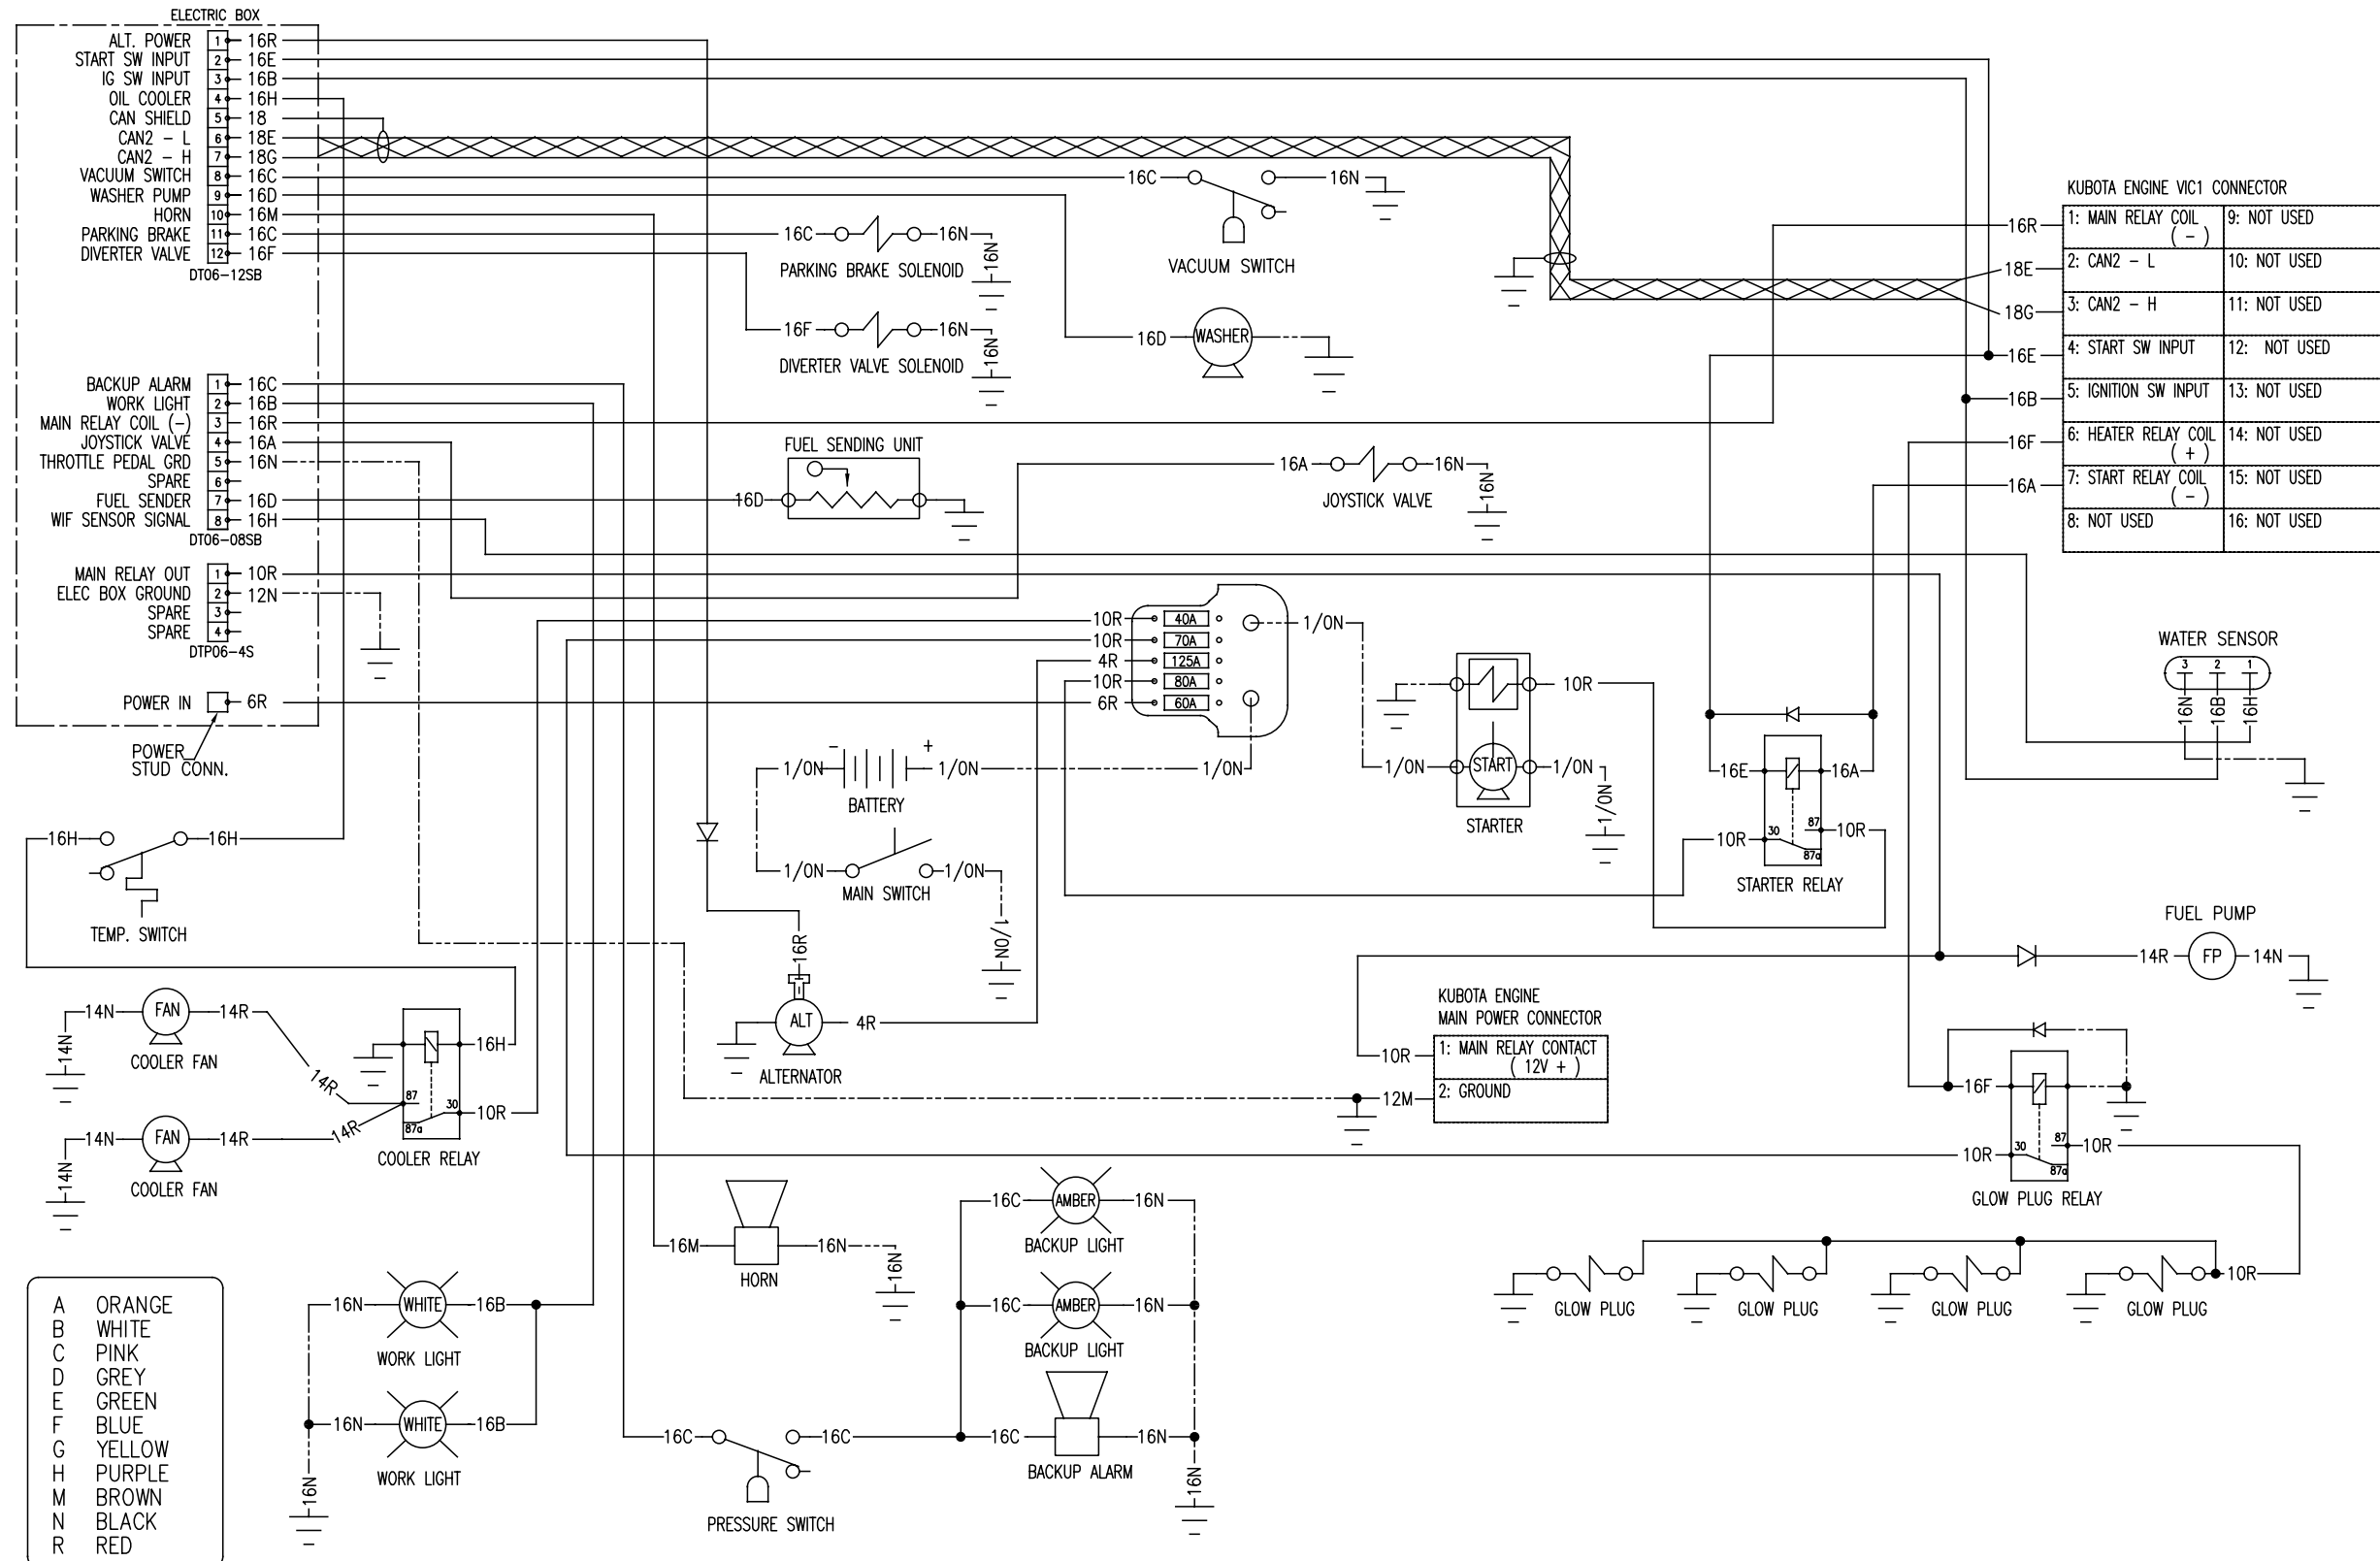 ELECTRIC BOX
ALT. POWER 1 16R
START SW INPUT 2 16E
IG SW INPUT 3 16B
OIL COOLER 4 16H
CAN SHIELD 5 18
CAN2 - L 6 18E
CAN2 - H 7 18G
VACUUM SWITCH 8 16C
WASHER PUMP 9 16D
HORN 10 16M
PARKING BRAKE 11 16C
DIVERTER VALVE 12 16F
DT06-12SB
BACKUP ALARM 1 16C
WORK LIGHT 2 16B
MAIN RELAY COIL (-) 3 16R
JOYSTICK VALVE 4 16A
THROTTLE PEDAL GRD 5 16N
SPARE 6
FUEL SENDER 7 16D
WIF SENSOR SIGNAL 8 16H
DT06-08SB
MAIN RELAY OUT 1 10R
ELEC BOX GROUND 2 12N
SPARE 3
SPARE 4
DTP06-4S
POWER IN 6R
POWER
STUD CONN.
16C 16N
VACUUM SWITCH
16C 16N 16N
PARKING BRAKE SOLENOID
16F 16N 16N
DIVERTER VALVE SOLENOID
16D WASHER
FUEL SENDING UNIT
16D
16A 16N 16N
JOYSTICK VALVE
KUBOTA ENGINE VIC1 CONNECTOR
16R 1: MAIN RELAY COIL 9: NOT USED
( - )
18E 2: CAN2 - L 10: NOT USED
18G 3: CAN2 - H 11: NOT USED
16E 4: START SW INPUT 12: NOT USED
16B 5: IGNITION SW INPUT 13: NOT USED
16F 6: HEATER RELAY COIL 14: NOT USED
( + )
16A 7: START RELAY COIL 15: NOT USED
( - )
8: NOT USED 16: NOT USED
10R 40A 1/0N
10R 70A
4R 125A
10R 80A
6R 60A
1/0N - + 1/0N 1/0N
BATTERY
1/0N 1/0N 1/0N
MAIN SWITCH
10R
1/0N START 1/0N 1/0N
STARTER
WATER SENSOR
3 2 1
16N 16B 16H
16E 16A
10R 30 87 10R
87a
STARTER RELAY
16H 16H
TEMP. SWITCH
FUEL PUMP
14R FP 14N
16R
ALT 4R
ALTERNATOR
KUBOTA ENGINE
MAIN POWER CONNECTOR
10R 1: MAIN RELAY CONTACT
( 12V + )
12M 2: GROUND
14N FAN 14R 14N 14R
COOLER FAN
14N FAN 14R 14N 14R
COOLER FAN
16H
87 30 10R
87a
COOLER RELAY
16F
10R 30 87 10R
87a
GLOW PLUG RELAY
16M 16N 16N
HORN
16C AMBER 16N
BACKUP LIGHT
16C AMBER 16N
BACKUP LIGHT
16C 16N 16N
BACKUP ALARM
16C 16C
PRESSURE SWITCH
GLOW PLUG
GLOW PLUG
GLOW PLUG
GLOW PLUG
10R
16N WHITE 16B
WORK LIGHT
16N WHITE 16B
WORK LIGHT
16N
A ORANGE
B WHITE
C PINK
D GREY
E GREEN
F BLUE
G YELLOW
H PURPLE
M BROWN
N BLACK
R RED